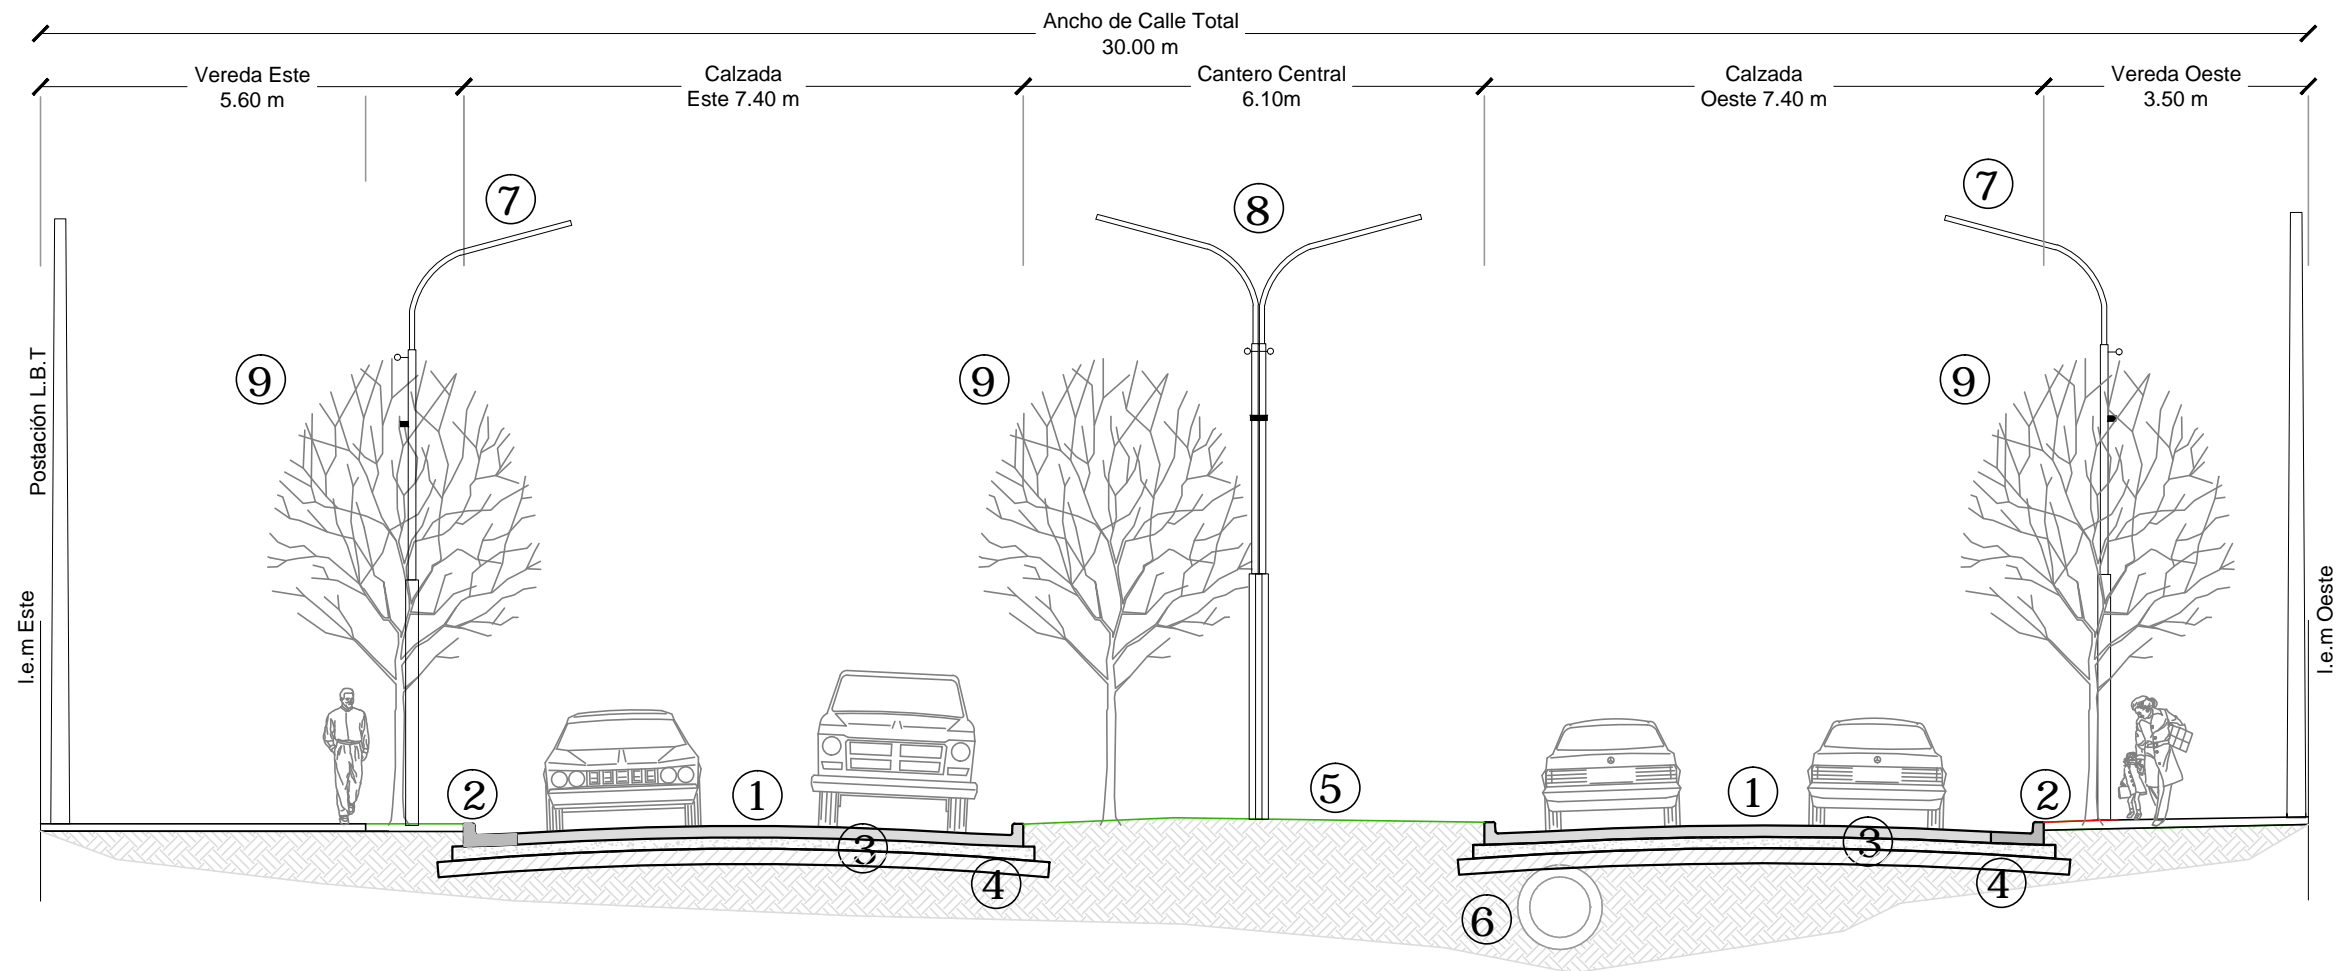 Ancho de Calle Total
30.00 m
Vereda Este
5.60 m
Calzada
Este 7.40 m
Cantero Central
6.10m
Calzada
Oeste 7.40 m
Vereda Oeste
3.50 m
7
8
7
9
9
9
Postación L.B.T
l.e.m Este
l.e.m Oeste
2
1
5
1
2
3
3
4
4
6